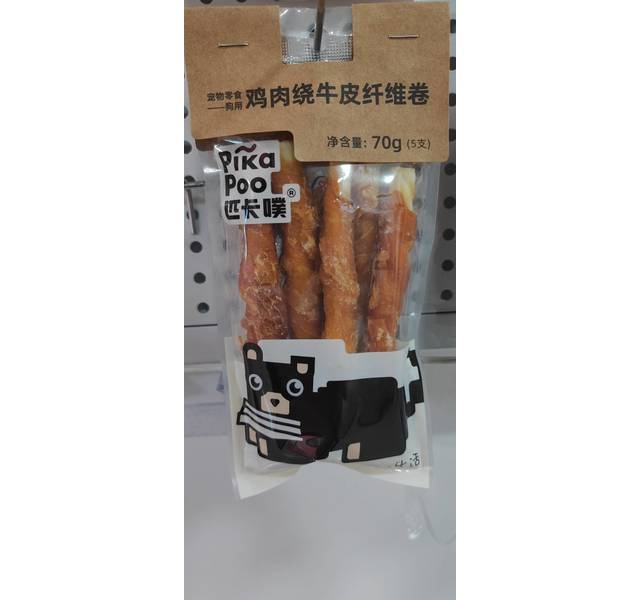 宠物零食
——狗用
鸡肉绕牛皮纤维卷
净含量：70g (5支)
Pika
Poo
匹卡噗®